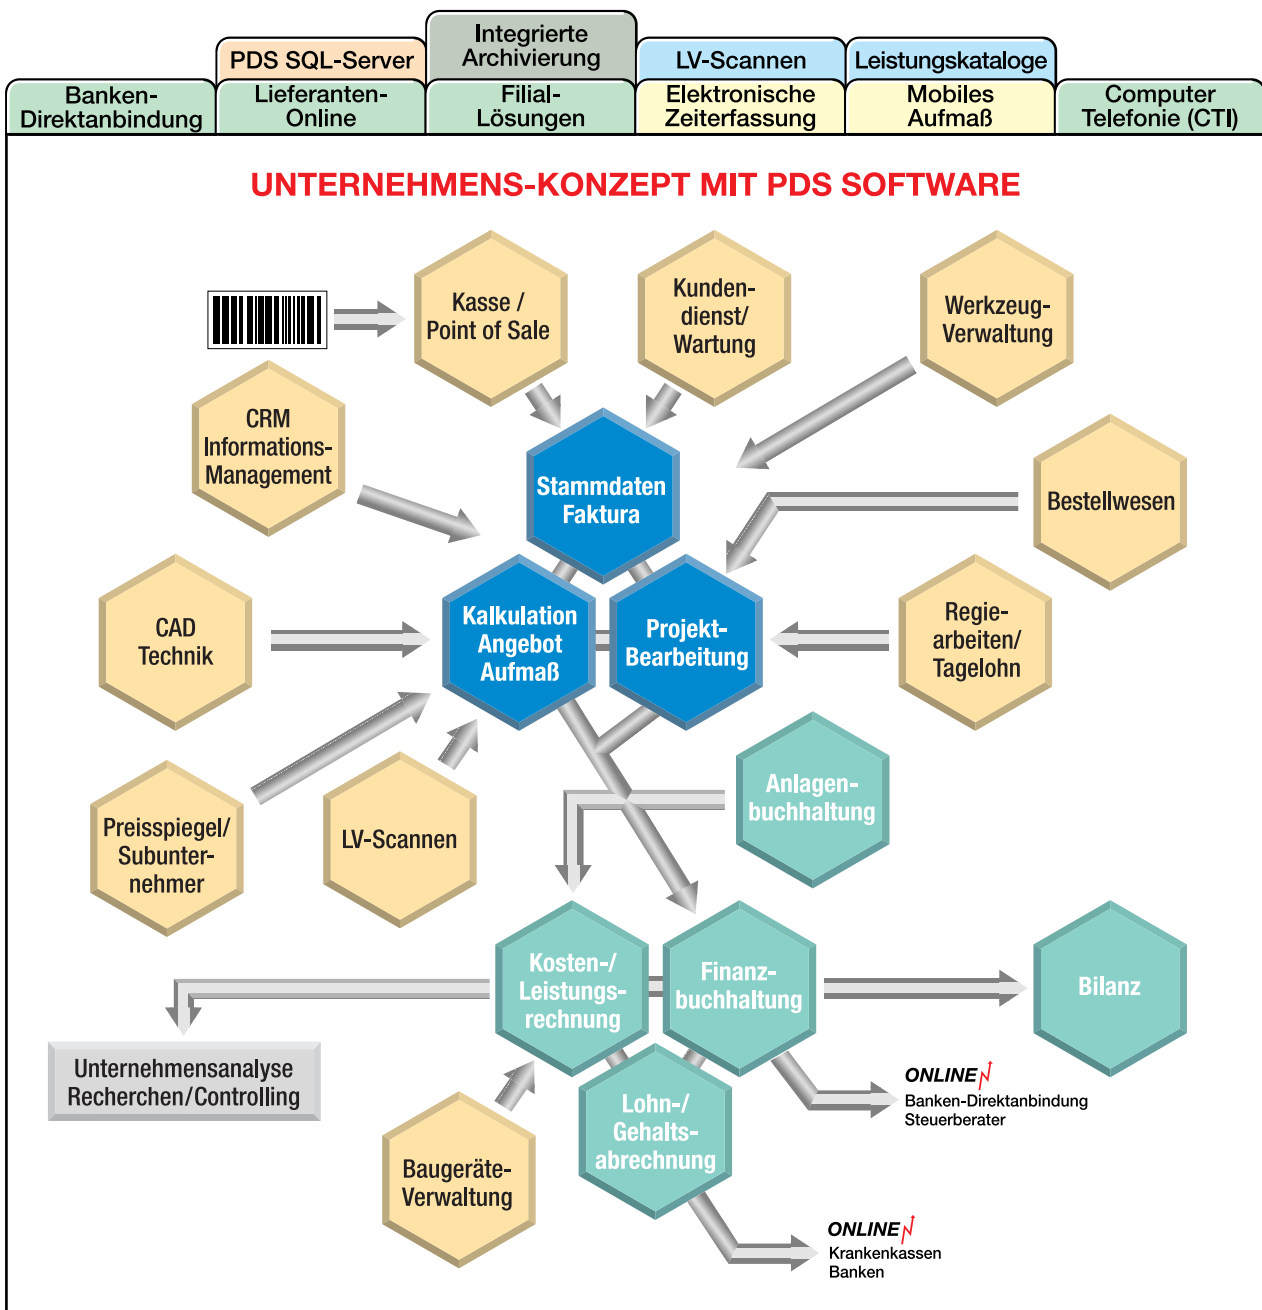 Integrierte
Archivierung
PDS SQL-Server
LV-Scannen
Leistungskataloge
Banken-
Direktanbindung
Lieferanten-
Online
Filial-
Lösungen
Elektronische
Zeiterfassung
Mobiles
Aufmaß
Computer
Telefonie (CTI)
UNTERNEHMENS-KONZEPT MIT PDS SOFTWARE
Kasse /
Point of Sale
Kunden-
dienst/
Wartung
Werkzeug-
Verwaltung
CRM
Informations-
Management
Stammdaten
Faktura
Bestellwesen
CAD
Technik
Kalkulation
Angebot
Aufmaß
Projekt-
Bearbeitung
Regie-
arbeiten/
Tagelohn
Preisspiegel/
Subunter-
nehmer
LV-Scannen
Anlagen-
buchhaltung
Kosten-/
Leistungs-
rechnung
Finanz-
buchhaltung
Bilanz
Unternehmensanalyse
Recherchen/Controlling
Lohn-/
Gehalts-
abrechnung
ONLINE
Banken-Direktanbindung
Steuerberater
Baugeräte-
Verwaltung
ONLINE
Krankenkassen
Banken